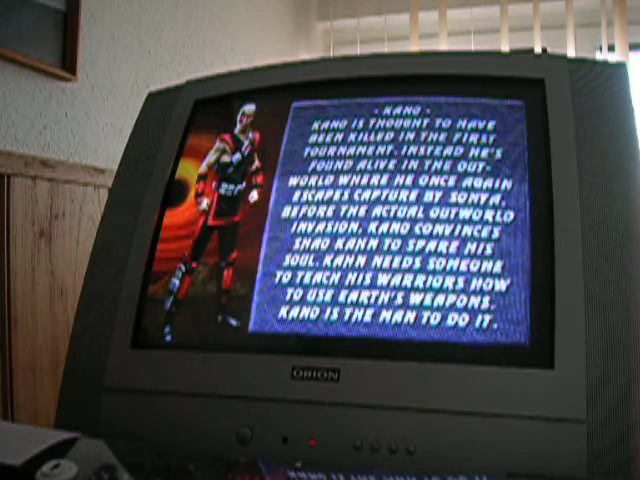 - KANO -
KANO IS THOUGHT TO HAVE
BEEN KILLED IN THE FIRST
TOURNAMENT. INSTEAD HE'S
FOUND ALIVE IN THE OUT-
WORLD WHERE HE ONCE AGAIN
ESCAPES CAPTURE BY SONYA.
BEFORE THE ACTUAL OUTWORLD
INVASION, KANO CONVINCES
SHAO KAHN TO SPARE HIS
SOUL. KAHN NEEDS SOMEONE
TO TEACH HIS WARRIORS HOW
TO USE EARTH'S WEAPONS.
KANO IS THE MAN TO DO IT.
ORION